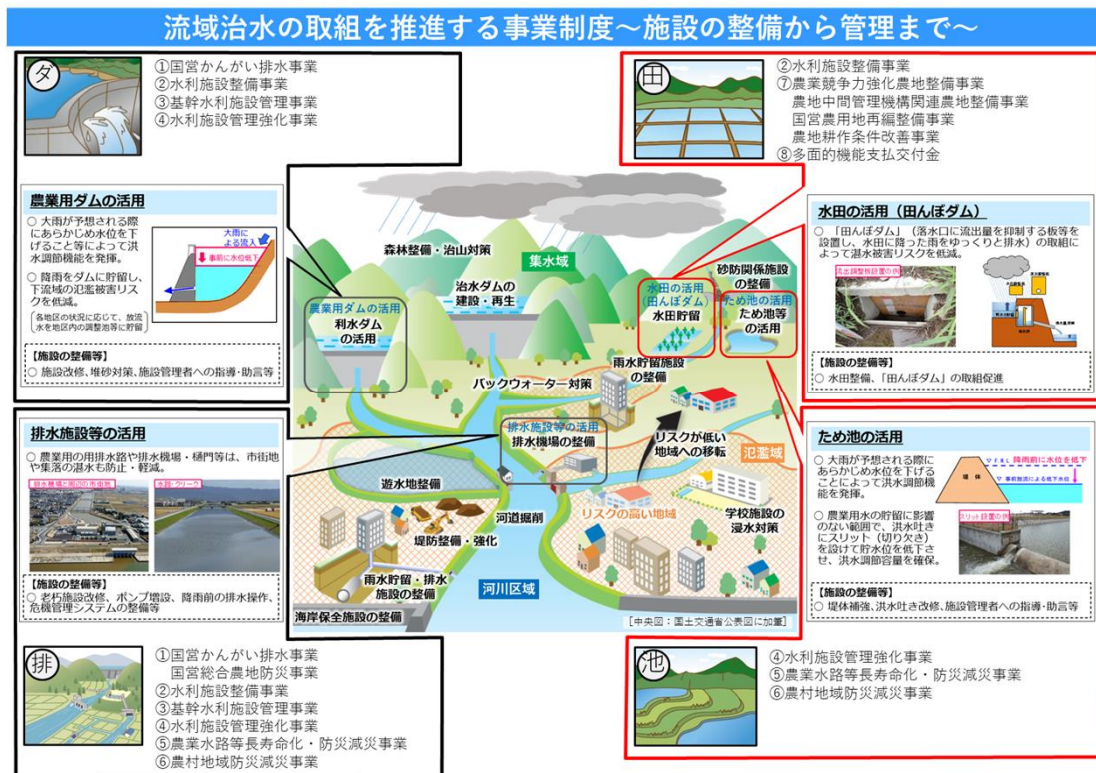 流域治水の取組を推進する事業制度～施設の整備から管理まで～
ダ
①国営かんがい排水事業
②水利施設整備事業
③基幹水利施設管理事業
④水利施設管理強化事業
農業用ダムの活用
○ 大雨が予想される際
にあらかじめ水位を下
げること等によって洪
水調節機能を発揮。
○ 降雨をダムに貯留し、
下流域の氾濫被害リス
クを低減。
各地区の状況に応じて、放流
水を地区内の調整池等に貯留
大雨に
よる流入
事前に水位低下
【施設の整備等】
○ 施設改修、堆砂対策、施設管理者への指導・助言等
田
②水利施設整備事業
⑦農業競争力強化農地整備事業
農地中間管理機構関連農地整備事業
国営農用地再編整備事業
農地耕作条件改善事業
⑧多面的機能支払交付金
水田の活用（田んぼダム）
○ 「田んぼダム」（落水口に流出量を抑制する板等を
設置し、水田に降った雨をゆっくりと排水）の取組
によって湛水被害リスクを低減。
流出調整板設置の例
【施設の整備等】
○ 水田整備、「田んぼダム」の取組促進
森林整備・治山対策
集水域
治水ダムの
建設・再生
農業用ダムの活用
利水ダム
の活用
水田の活用
（田んぼダム）
水田貯留
砂防関係施設
の整備
ため池の活用
ため池等
の活用
雨水貯留施設
の整備
バックウォーター対策
排水施設等の活用
排水機場の整備
リスクが低い
地域への移転
氾濫域
遊水地整備
河道掘削
リスクの高い地域
学校施設の
浸水対策
堤防整備・強化
雨水貯留・排水
施設の整備
河川区域
海岸保全施設の整備
［中央図：国土交通省公表図に加筆］
排水施設等の活用
○ 農業用の用排水路や排水機場・樋門等は、市街地
や集落の湛水も防止・軽減。
排水機場と周辺の市街地
水路・クリーク
【施設の整備等】
○ 老朽施設改修、ポンプ増設、降雨前の排水操作、
危機管理システムの整備等
ため池の活用
○ 大雨が予想される際に
あらかじめ水位を下げる
ことによって洪水調節機
能を発揮。
○ 農業用水の貯留に影響
のない範囲で、洪水吐き
にスリット（切り欠き）
を設けて貯水位を低下さ
せ、洪水調節容量を確保。
堤体
▽F.W.L 降雨前に水位を低下
▽ 事前放流による低下水位
スリット設置の例
【施設の整備等】
○ 堤体補強、洪水吐き改修、施設管理者への指導・助言等
排
①国営かんがい排水事業
国営総合農地防災事業
②水利施設整備事業
③基幹水利施設管理事業
④水利施設管理強化事業
⑤農業水路等長寿命化・防災減災事業
⑥農村地域防災減災事業
池
④水利施設管理強化事業
⑤農業水路等長寿命化・防災減災事業
⑥農村地域防災減災事業